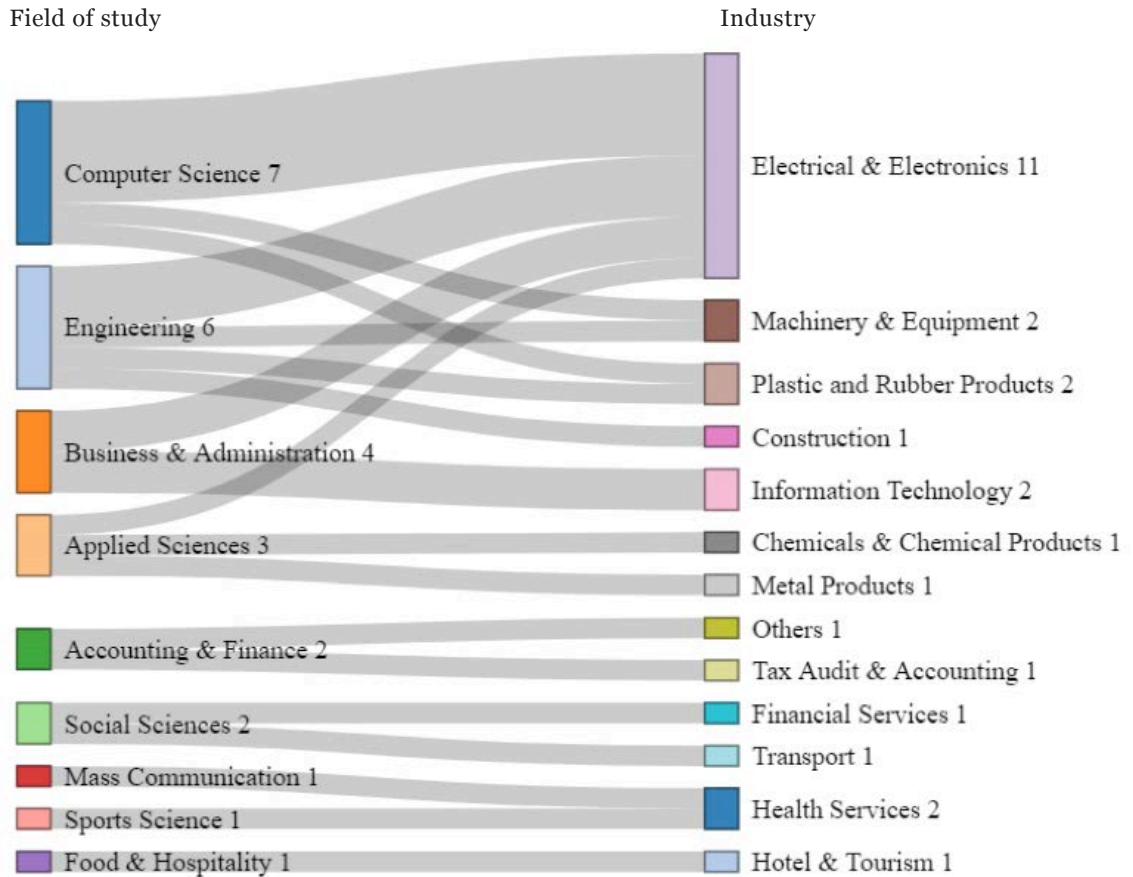 Field of study
Industry
Computer Science 7
Engineering 6
Business & Administration 4
Applied Sciences 3
Accounting & Finance 2
Social Sciences 2
Mass Communication 1
Sports Science 1
Food & Hospitality 1
Electrical & Electronics 11
Machinery & Equipment 2
Plastic and Rubber Products 2
Construction 1
Information Technology 2
Chemicals & Chemical Products 1
Metal Products 1
Others 1
Tax Audit & Accounting 1
Financial Services 1
Transport 1
Health Services 2
Hotel & Tourism 1